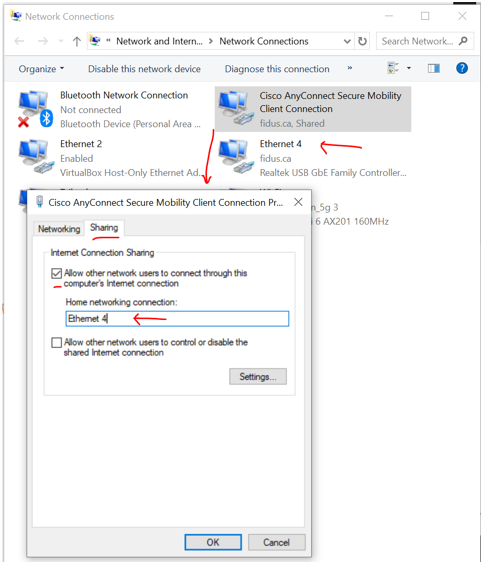 Network Connections
« Network and Intern... > Network Connections
Search Network...
Organize
Disable this network device
Diagnose this connection
»
Bluetooth Network Connection
Not connected
Bluetooth Device (Personal Area ...
Cisco AnyConnect Secure Mobility
Client Connection
fidus.ca, Shared
Ethernet 2
Enabled
VirtualBox Host-Only Ethernet Ad...
Ethernet 4
fidus.ca
Realtek USB GbE Family Controller...
_5g 3
6 AX201 160MHz
Cisco AnyConnect Secure Mobility Client Connection Pr...
Networking
Sharing
Internet Connection Sharing
Allow other network users to connect through this
computer's Internet connection
Home networking connection:
Ethernet 4
Allow other network users to control or disable the
shared Internet connection
Settings...
OK
Cancel